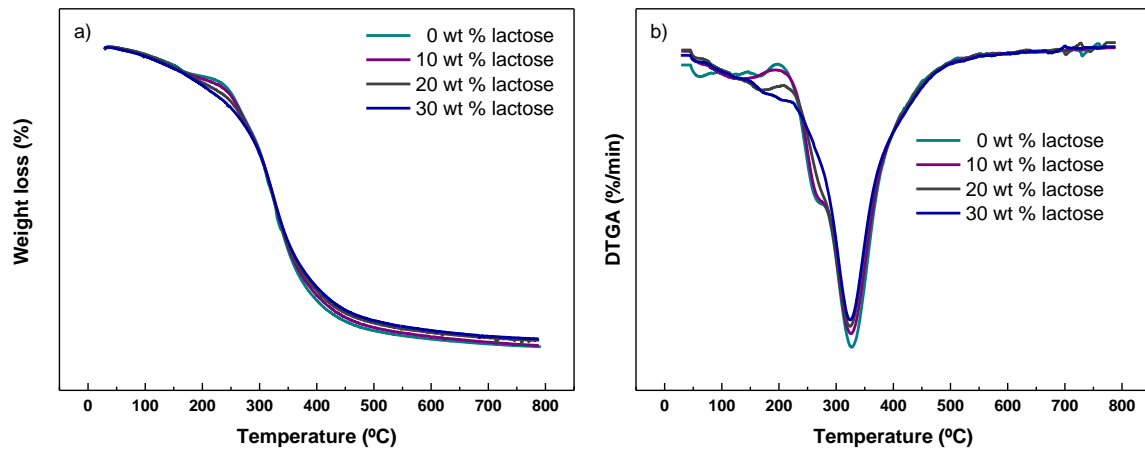 a)
0 wt % lactose
10 wt % lactose
20 wt % lactose
30 wt % lactose
Weight loss (%)
0 100 200 300 400 500 600 700 800
Temperature (ºC)
b)
0 wt % lactose
10 wt % lactose
20 wt % lactose
30 wt % lactose
DTGA (%/min)
0 100 200 300 400 500 600 700 800
Temperature (ºC)